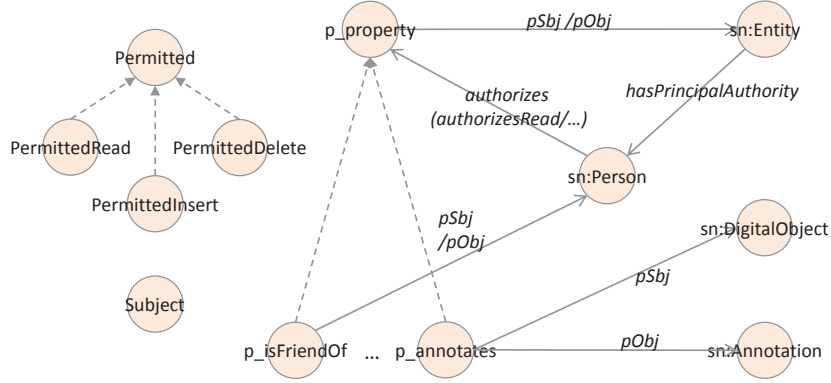 p_property
pSbj /pObj
sn:Entity
Permitted
authorizes
(authorizesRead/...)
hasPrincipalAuthority
PermittedRead
PermittedDelete
PermittedInsert
sn:Person
pSbj
/pObj
sn:DigitalObject
pSbj
Subject
p_isFriendOf
...
p_annotates
pObj
sn:Annotation